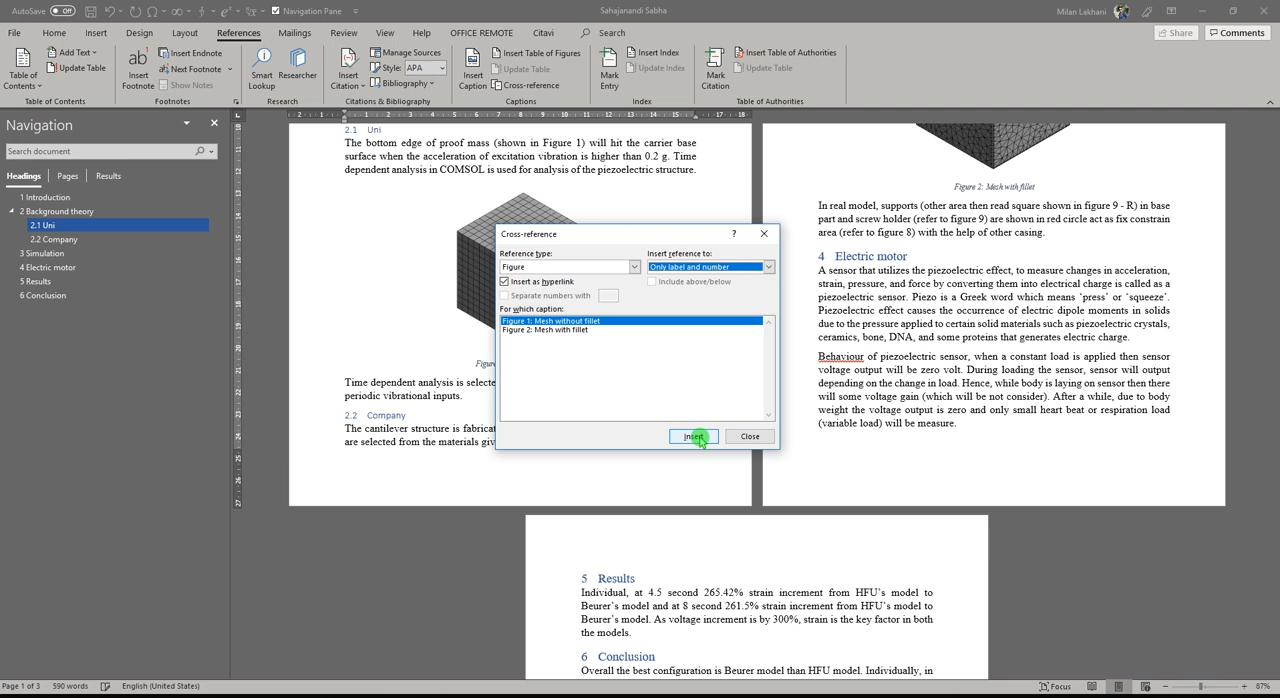 AutoSave Off Navigation Pane Sahajanandi Sabha Milan Lakhani
File Home Insert Design Layout References Mailings Review View Help OFFICE REMOTE Citavi Search Share Comments
Table of Contents Add Text Update Table
Table of Contents
Insert Footnote Insert Endnote Next Footnote Show Notes
Footnotes
Smart Lookup Researcher
Research
Insert Citation Manage Sources Style: APA Bibliography
Citations & Bibliography
Insert Caption Insert Table of Figures Update Table Cross-reference
Captions
Mark Entry Insert Index Update Index
Index
Mark Citation Insert Table of Authorities Update Table
Table of Authorities
Navigation
Search document
Headings Pages Results
1 Introduction
2 Background theory
2.1 Uni
2.2 Company
3 Simulation
4 Electric motor
5 Results
6 Conclusion
2.1 Uni
The bottom edge of proof mass (shown in Figure 1) will hit the carrier base
surface when the acceleration of excitation vibration is higher than 0.2 g. Time
dependent analysis in COMSOL is used for analysis of the piezoelectric structure.
Time dependent analysis is selecte
periodic vibrational inputs.
2.2 Company
The cantilever structure is fabricat
are selected from the materials giv
Cross-reference ?
Reference type: Insert reference to:
Figure Only label and number
Insert as hyperlink Include above/below
Separate numbers with
For which caption:
Figure 1: Mesh without fillet
Figure 2: Mesh with fillet
Insert Close
Figure 2: Mesh with fillet
In real model, supports (other area then read square shown in figure 9 - R) in base
part and screw holder (refer to figure 9) are shown in red circle act as fix constrain
area (refer to figure 8) with the help of other casing.
4 Electric motor
A sensor that utilizes the piezoelectric effect, to measure changes in acceleration,
strain, pressure, and force by converting them into electrical charge is called as a
piezoelectric sensor. Piezo is a Greek word which means ‘press’ or ‘squeeze’.
Piezoelectric effect causes the occurrence of electric dipole moments in solids
due to the pressure applied to certain solid materials such as piezoelectric crystals,
ceramics, bone, DNA, and some proteins that generates electric charge.
Behaviour of piezoelectric sensor, when a constant load is applied then sensor
voltage output will be zero volt. During loading the sensor, sensor will output
depending on the change in load. Hence, while body is laying on sensor then there
will some voltage gain (which will be not consider). After a while, due to body
weight the voltage output is zero and only small heart beat or respiration load
(variable load) will be measure.
5 Results
Individual, at 4.5 second 265.42% strain increment from HFU’s model to
Beurer’s model and at 8 second 261.5% strain increment from HFU’s model to
Beurer’s model. As voltage increment is by 300%, strain is the key factor in both
the models.
6 Conclusion
Overall the best configuration is Beurer model than HFU model. Individually, in
Page 1 of 3 590 words English (United States) Focus 87%